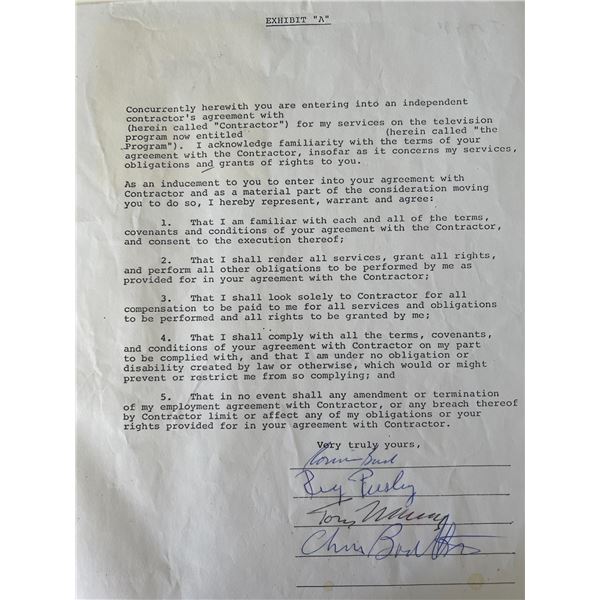 EXHIBIT "A"
Concurrently herewith you are entering into an independent
contractor's agreement with
(herein called "Contractor") for my services on the television
program now entitled (herein called "the
Program"). I acknowledge familiarity with the terms of your
agreement with the Contractor, insofar as it concerns my services,
obligations and grants of rights to you.
As an inducement to you to enter into your agreement with
Contractor and as a material part of the consideration moving
you to do so, I hereby represent, warrant and agree:
1. That I am familiar with each and all of the terms,
covenants and conditions of your agreement with the Contractor,
and consent to the execution thereof;
2. That I shall render all services, grant all rights,
and perform all other obligations to be performed by me as
provided for in your agreement with the Contractor;
3. That I shall look solely to Contractor for all
compensation to be paid to me for all services and obligations
to be performed and all rights to be granted by me;
4. That I shall comply with all the terms, covenants,
and conditions of your agreement with Contractor on my part
to be complied with, and that I am under no obligation or
disability created by law or otherwise, which would or might
prevent or restrict me from so complying; and
5. That in no event shall any amendment or termination
of my employment agreement with Contractor, or any breach thereof
by Contractor limit or affect any of my obligations or your
rights provided for in your agreement with Contractor.
Very truly yours,
Reg Presley
Tony Murray
Chris Britton